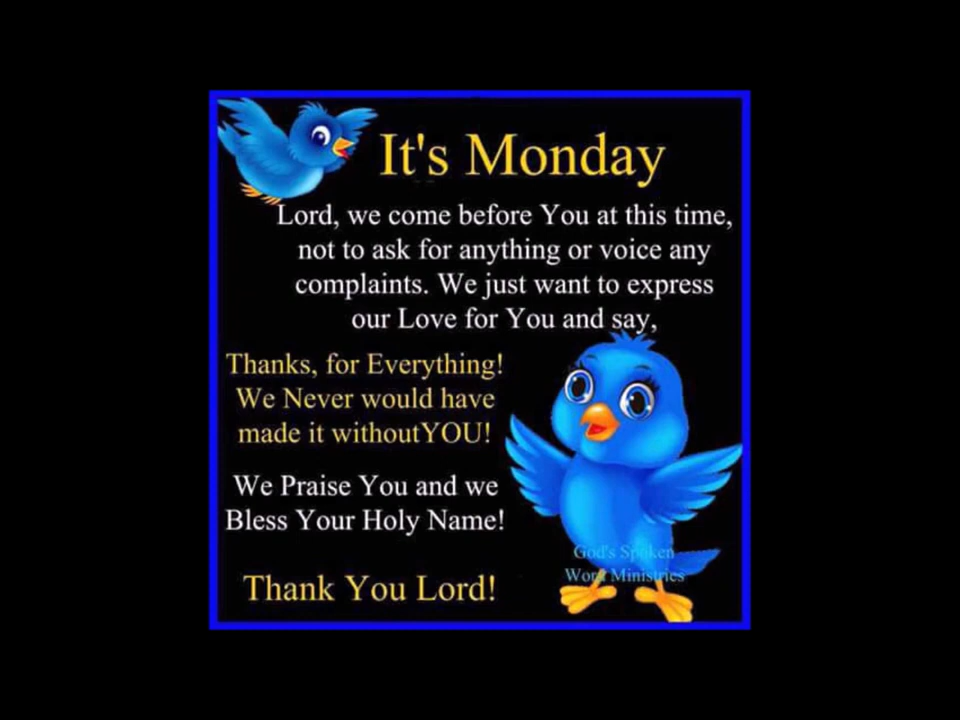 It's Monday
Lord, we come before You at this time,
not to ask for anything or voice any
complaints. We just want to express
our Love for You and say,
Thanks, for Everything!
We Never would have
made it withoutYOU!
We Praise You and we
Bless Your Holy Name!
Thank You Lord!
God's Spoken
Word Ministries